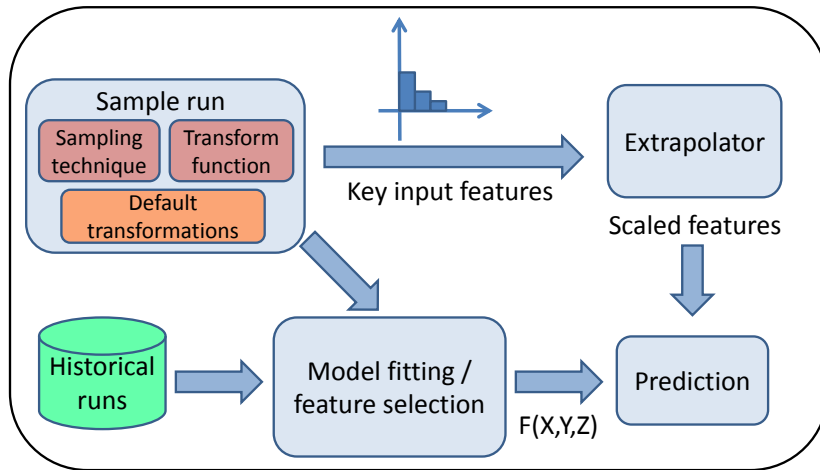 Sample run
Sampling
technique
Transform
function
Default
transformations
Key input features
Extrapolator
Scaled features
Historical
runs
Model fitting /
feature selection
F(X,Y,Z)
Prediction